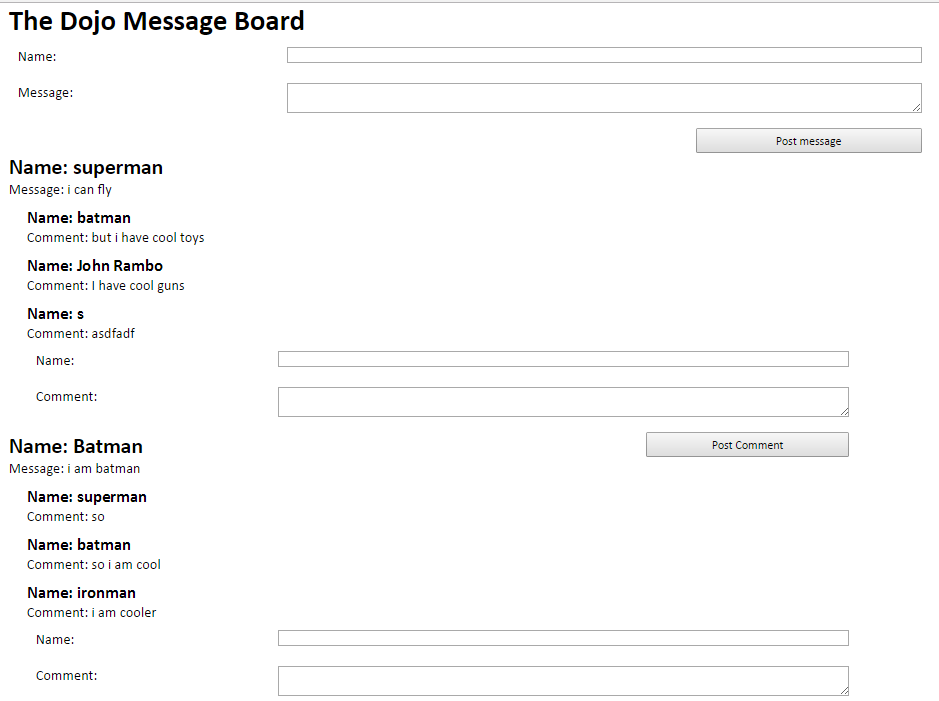 The Dojo Message Board
Name:
Message:
Post message
Name: superman
Message: i can fly
Name: batman
Comment: but i have cool toys
Name: John Rambo
Comment: I have cool guns
Name: s
Comment: asdfadf
Name:
Comment:
Post Comment
Name: Batman
Message: i am batman
Name: superman
Comment: so
Name: batman
Comment: so i am cool
Name: ironman
Comment: i am cooler
Name:
Comment: